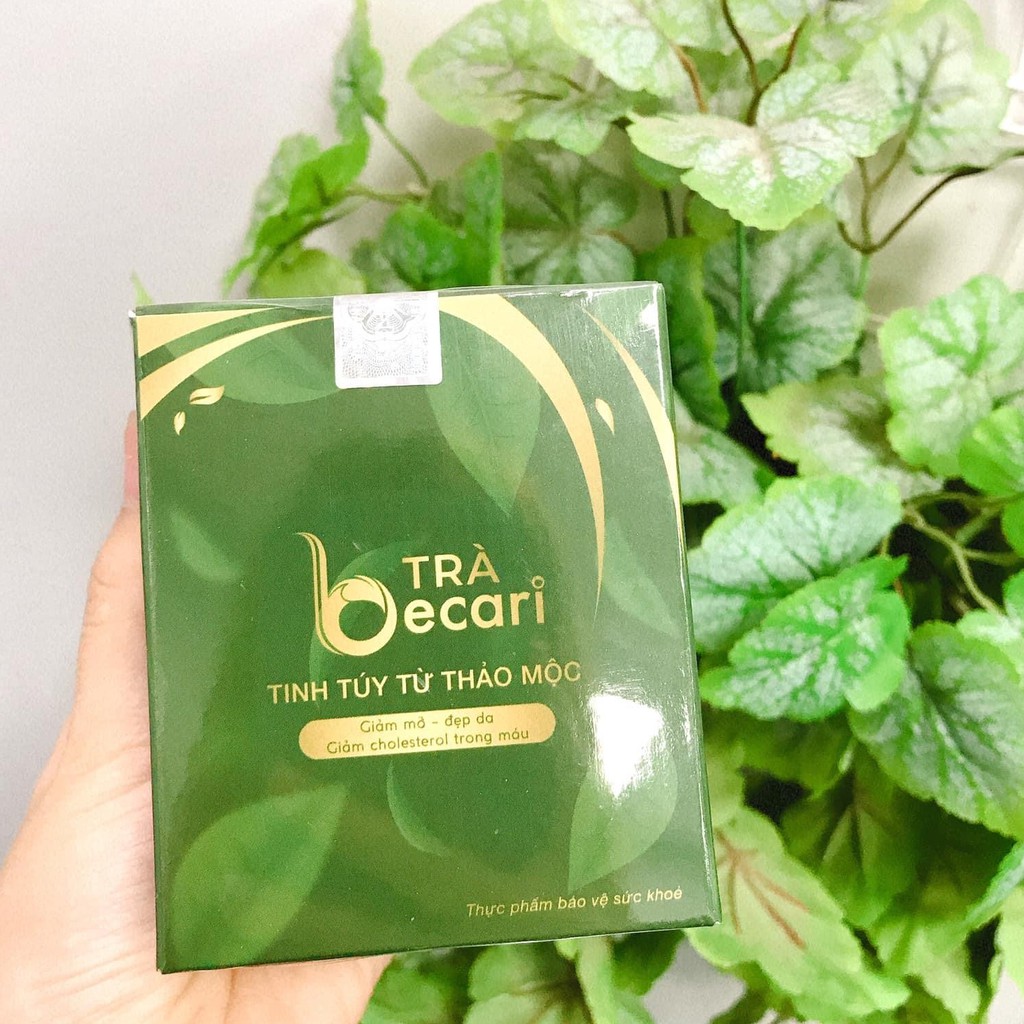 TRÀ
becari
TINH TÚY TỪ THẢO MỘC
Giảm mỡ - đẹp da
Giảm cholesterol trong máu
Thực phẩm bảo vệ sức khoẻ